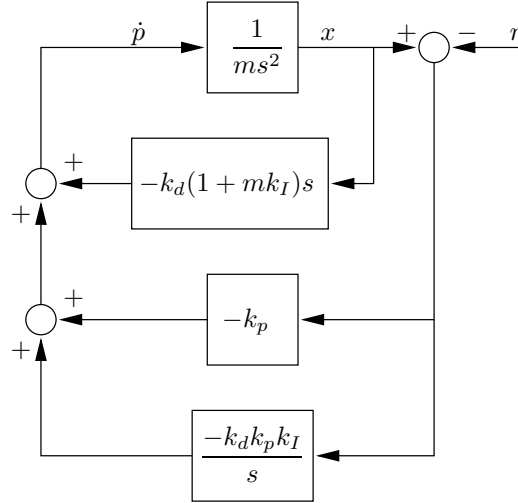 ṗ
1
ms²
x
+
−
r
+
−k_d(1 + mk_I)s
+
+
−k_p
+
−k_d k_p k_I
s